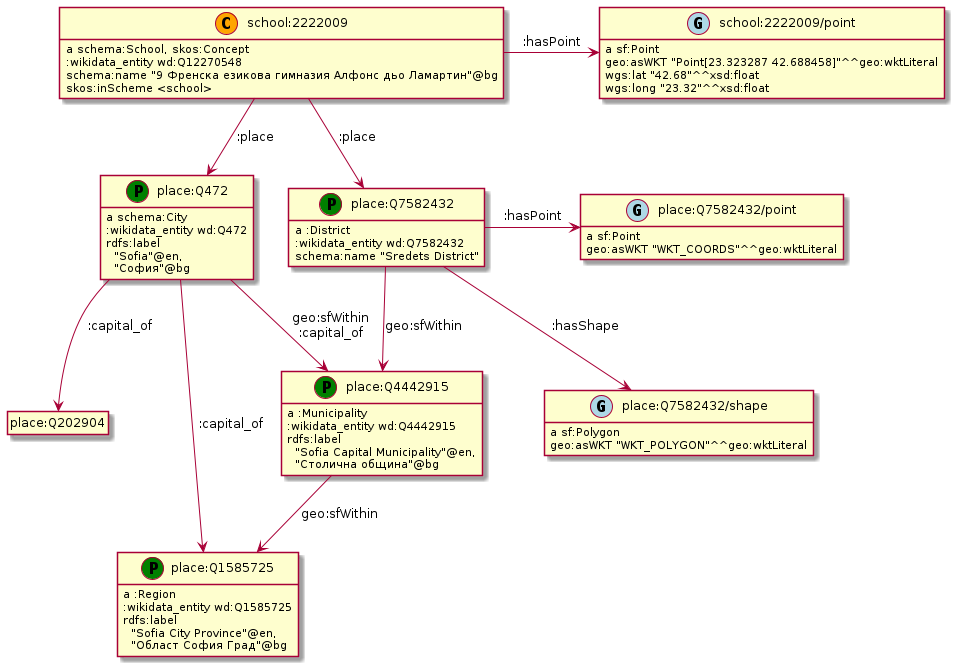 C school:2222009
a schema:School, skos:Concept
:wikidata_entity wd:Q12270548
schema:name "9 Френска езикова гимназия Алфонс дьо Ламартин"@bg
skos:inScheme <school>
:hasPoint
G school:2222009/point
a sf:Point
geo:asWKT "Point[23.323287 42.688458]"^^geo:wktLiteral
wgs:lat "42.68"^^xsd:float
wgs:long "23.32"^^xsd:float
:place
:place
P place:Q472
a schema:City
:wikidata_entity wd:Q472
rdfs:label
"Sofia"@en,
"София"@bg
P place:Q7582432
a :District
:wikidata_entity wd:Q7582432
schema:name "Sredets District"
:hasPoint
G place:Q7582432/point
a sf:Point
geo:asWKT "WKT_COORDS"^^geo:wktLiteral
:capital_of
geo:sfWithin
:capital_of
geo:sfWithin
:hasShape
place:Q202904
:capital_of
P place:Q4442915
a :Municipality
:wikidata_entity wd:Q4442915
rdfs:label
"Sofia Capital Municipality"@en,
"Столична община"@bg
G place:Q7582432/shape
a sf:Polygon
geo:asWKT "WKT_POLYGON"^^geo:wktLiteral
geo:sfWithin
P place:Q1585725
a :Region
:wikidata_entity wd:Q1585725
rdfs:label
"Sofia City Province"@en,
"Област София Град"@bg